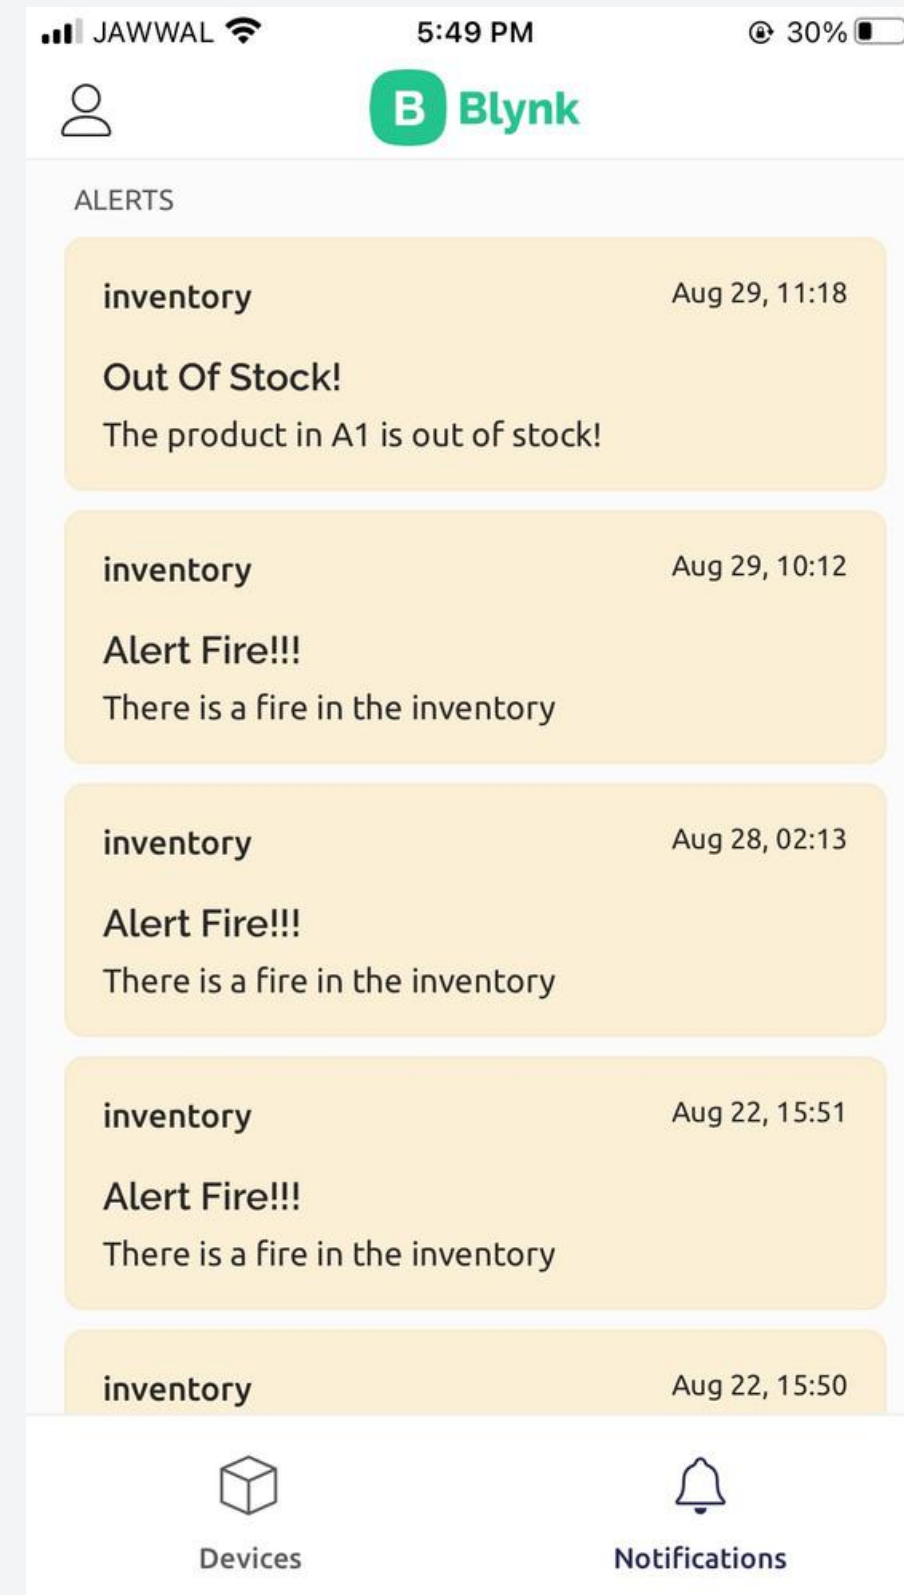 JAWWAL 5:49 PM 30%
B Blynk
ALERTS
inventory Aug 29, 11:18
Out Of Stock!
The product in A1 is out of stock!
inventory Aug 29, 10:12
Alert Fire!!!
There is a fire in the inventory
inventory Aug 28, 02:13
Alert Fire!!!
There is a fire in the inventory
inventory Aug 22, 15:51
Alert Fire!!!
There is a fire in the inventory
inventory Aug 22, 15:50
Devices Notifications